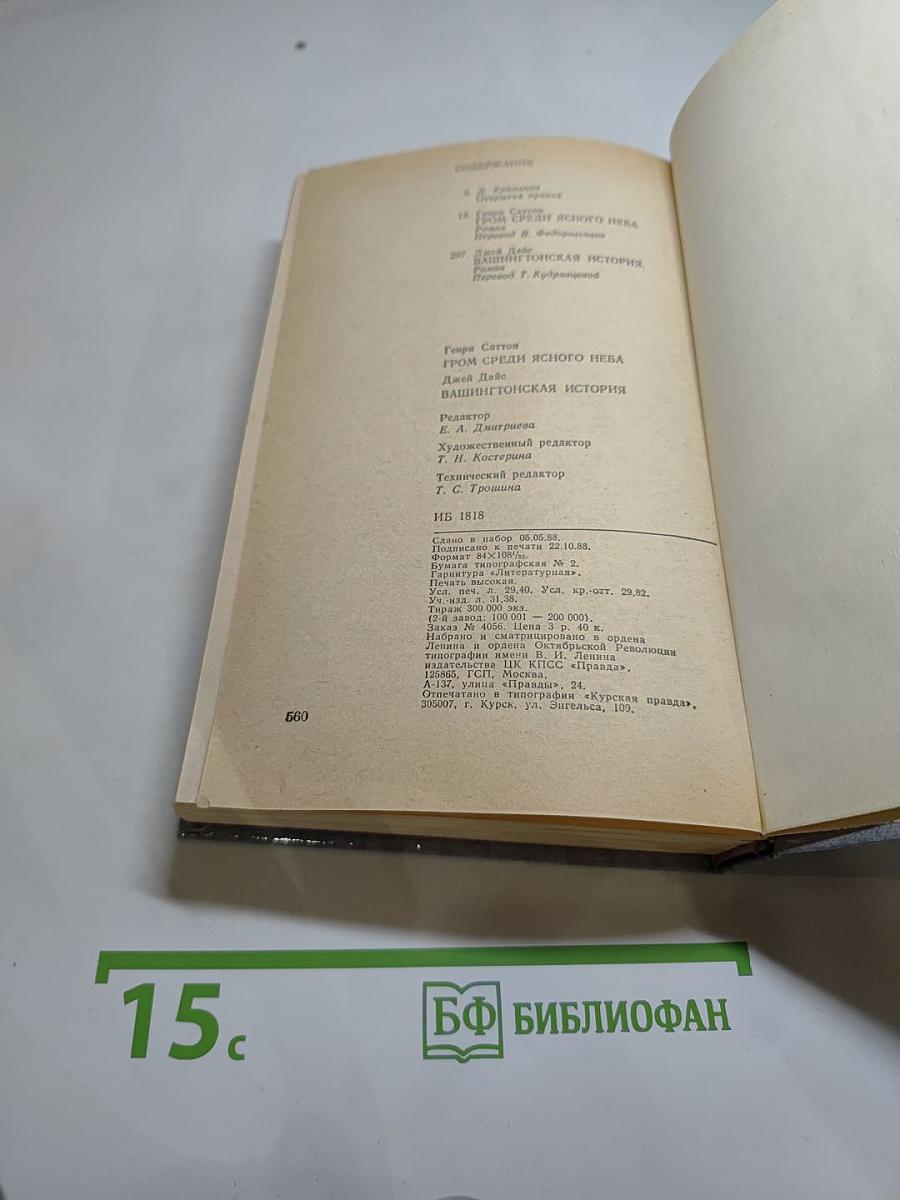 СОДЕРЖАНИЕ
5. Д.
Открытая правда
13. Генри Саттон
ГРОМ СРЕДИ ЯСНОГО НЕБА.
Роман
Перевод В. Федоровского
297. Джей Дайс
ВАШИНГТОНСКАЯ ИСТОРИЯ.
Роман
Перевод Т. Кудрявцевой
Генри Саттон
ГРОМ СРЕДИ ЯСНОГО НЕБА
Джей Дайс
ВАШИНГТОНСКАЯ ИСТОРИЯ
Редактор
Е. А. Дмитриева
Художественный редактор
Т. Н. Костерина
Технический редактор
Т. С. Трошина
ИБ 1818
Сдано в набор 05.05.88.
Подписано к печати 22.10.88.
Формат 84×108¹/₃₂.
Бумага типографская № 2.
Гарнитура «Литературная».
Печать высокая.
Усл. печ. л. 29,40. Усл. кр.-отт. 29,82.
Уч.-изд. л. 31,38.
Тираж 300 000 экз.
(2-й завод: 100 001 — 200 000).
Заказ № 4056. Цена 3 р. 40 к.
Набрано и сматрицировано в ордена
Ленина и ордена Октябрьской Революции
типографии имени В. И. Ленина
издательства ЦК КПСС «Правда».
125865, ГСП, Москва,
А-137, улица «Правды», 24.
Отпечатано в типографии «Курская правда».
305007, г. Курск, ул. Энгельса, 109.
560
15 с
БФ БИБЛИОФАН